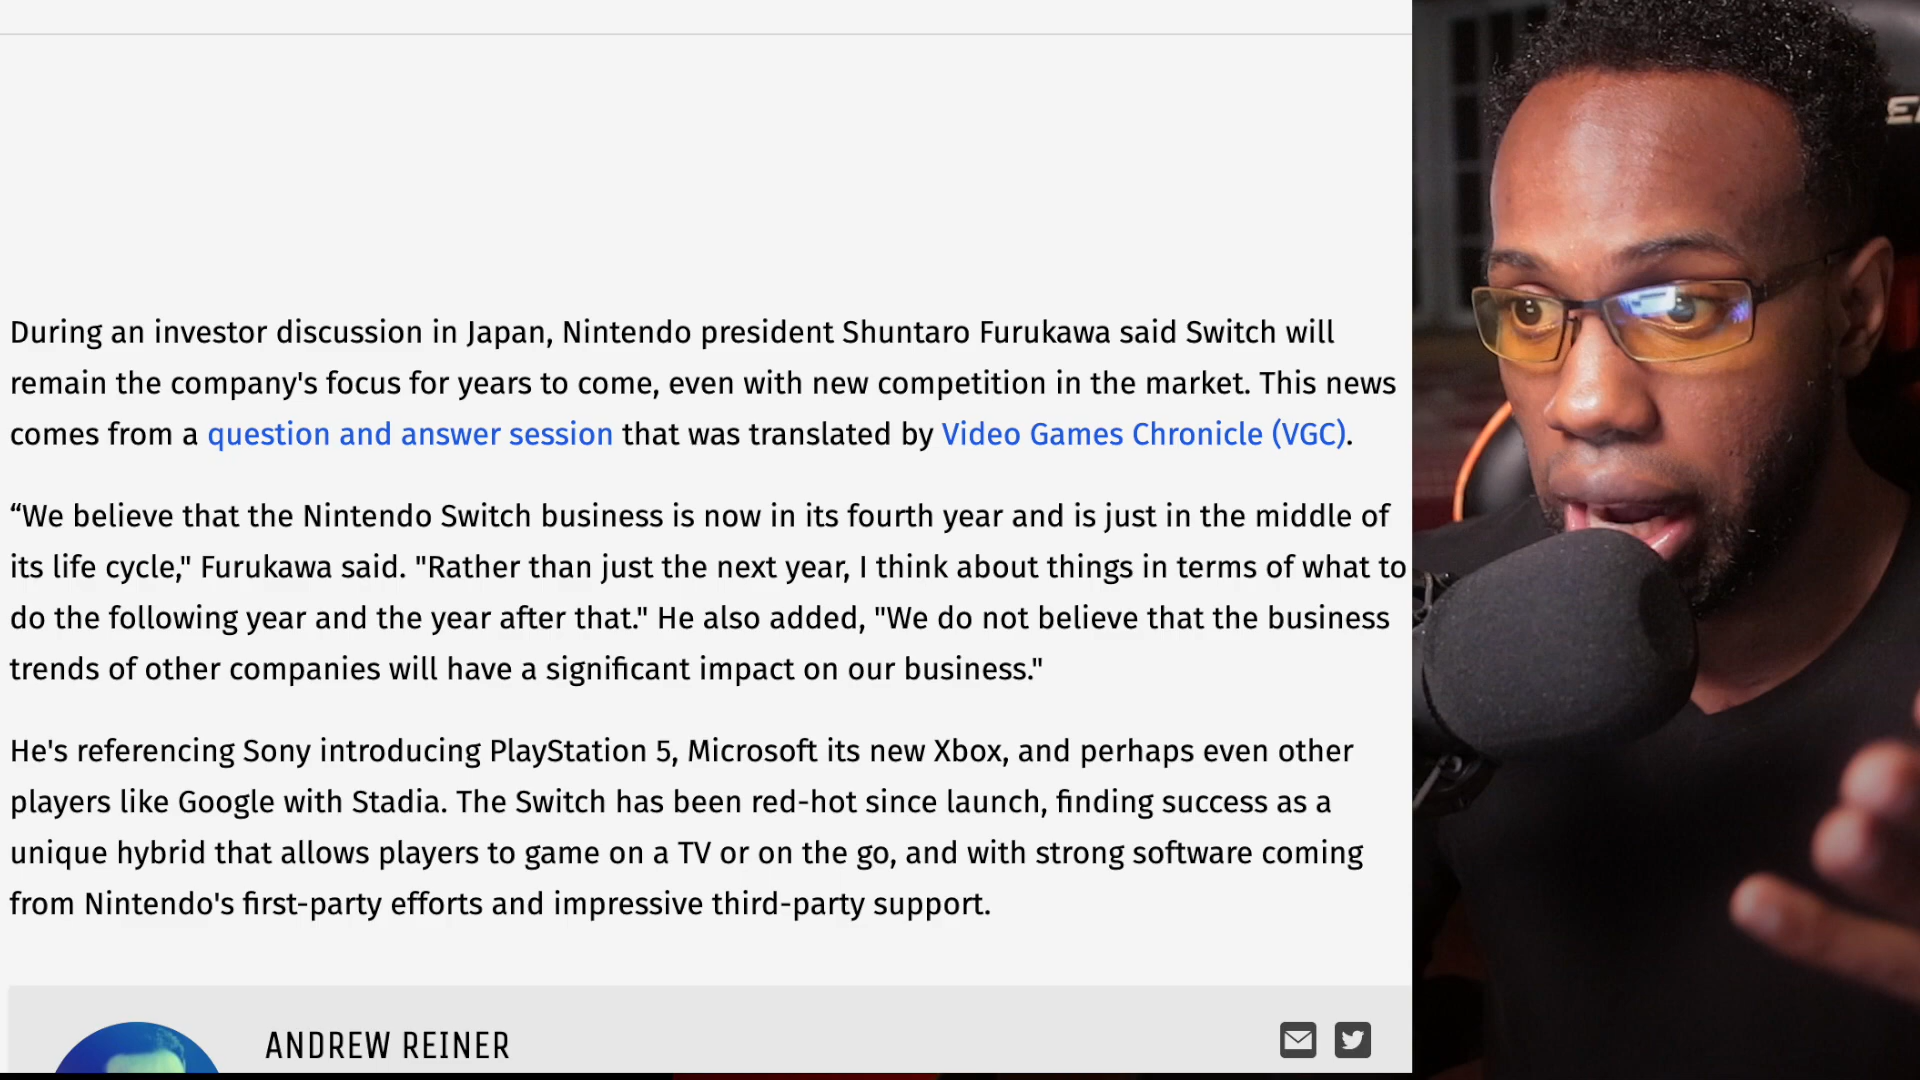 During an investor discussion in Japan, Nintendo president Shuntaro Furukawa said Switch will
remain the company's focus for years to come, even with new competition in the market. This news
comes from a question and answer session that was translated by Video Games Chronicle (VGC).
“We believe that the Nintendo Switch business is now in its fourth year and is just in the middle of
its life cycle," Furukawa said. "Rather than just the next year, I think about things in terms of what to
do the following year and the year after that." He also added, "We do not believe that the business
trends of other companies will have a significant impact on our business."
He's referencing Sony introducing PlayStation 5, Microsoft its new Xbox, and perhaps even other
players like Google with Stadia. The Switch has been red-hot since launch, finding success as a
unique hybrid that allows players to game on a TV or on the go, and with strong software coming
from Nintendo's first-party efforts and impressive third-party support.
ANDREW REINER